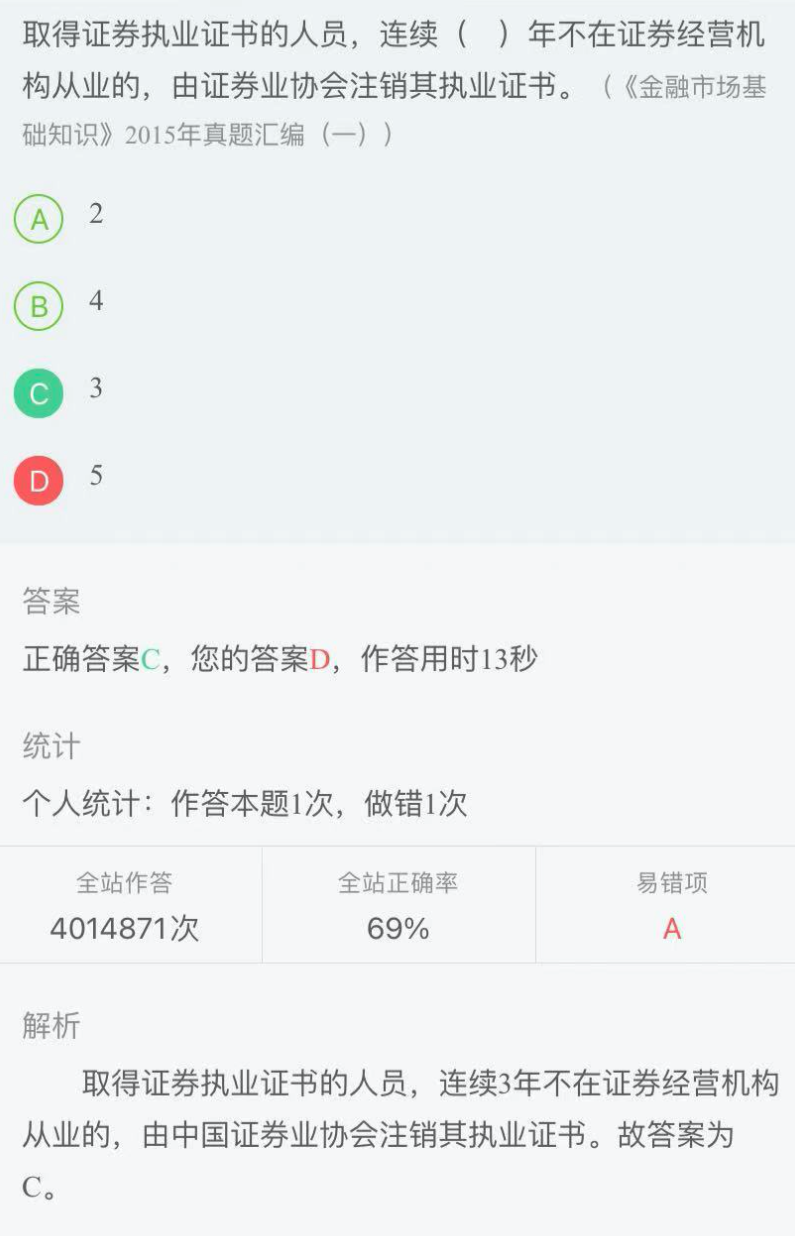 取得证券执业证书的人员，连续（　）年不在证券经营机
构从业的，由证券业协会注销其执业证书。（《金融市场基
础知识》2015年真题汇编（一））
A 2
B 4
C 3
D 5
答案
正确答案C，您的答案D，作答用时13秒
统计
个人统计：作答本题1次，做错1次
全站作答 全站正确率 易错项
4014871次 69% A
解析
取得证券执业证书的人员，连续3年不在证券经营机构
从业的，由中国证券业协会注销其执业证书。故答案为
C。